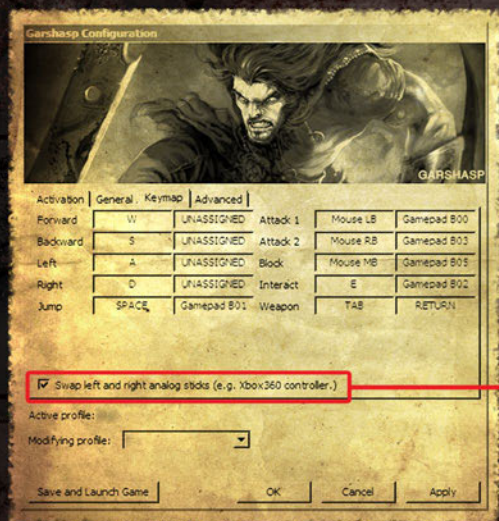 Garshasp Configuration
GARSHASP
Activation General Keymap Advanced
Forward W UNASSIGNED Attack 1 Mouse LB Gamepad B00
Backward S UNASSIGNED Attack 2 Mouse RB Gamepad B03
Left A UNASSIGNED Block Mouse MB Gamepad B05
Right D UNASSIGNED Interact E Gamepad B02
Jump SPACE Gamepad B01 Weapon TAB RETURN
Swap left and right analog sticks (e.g. Xbox360 controller.)
Active profile:
Modifying profile:
Save and Launch Game OK Cancel Apply